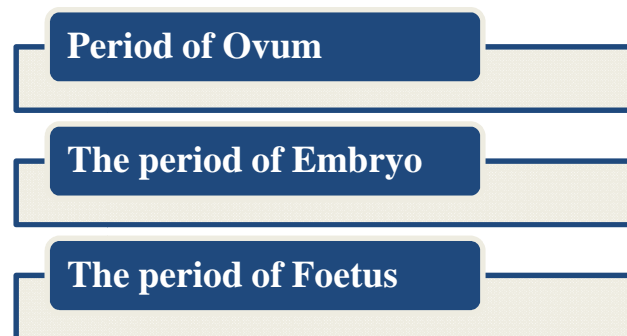 Period of Ovum
The period of Embryo
The period of Foetus